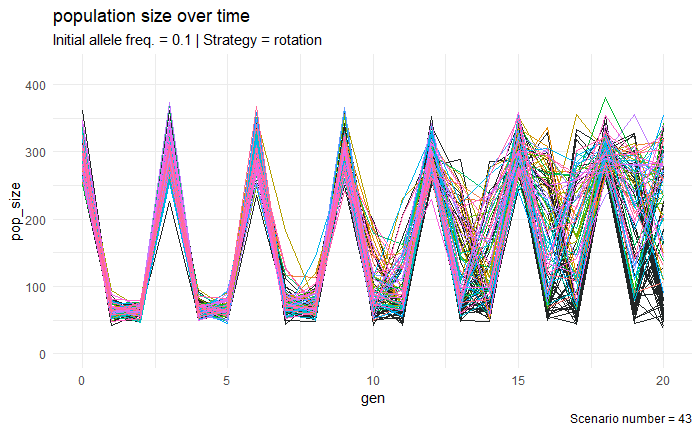 population size over time
Initial allele freq. = 0.1 | Strategy = rotation
400
300
200
100
0
pop_size
0 5 10 15 20
gen
Scenario number = 43